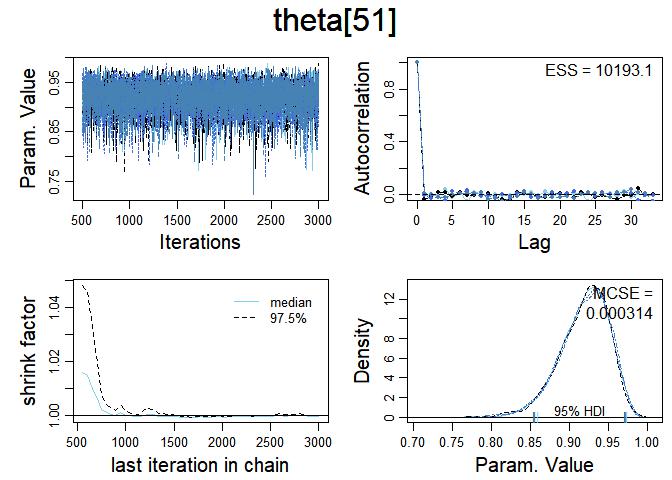 theta[51]
Param. Value
0.75 0.85 0.95
500 1000 1500 2000 2500 3000
Iterations
Autocorrelation
0.0 0.4 0.8
ESS = 10193.1
0 5 10 15 20 25 30
Lag
shrink factor
1.00 1.02 1.04
median
97.5%
500 1000 1500 2000 2500 3000
last iteration in chain
Density
0 2 4 6 8 12
MCSE =
0.000314
95% HDI
0.70 0.75 0.80 0.85 0.90 0.95 1.00
Param. Value